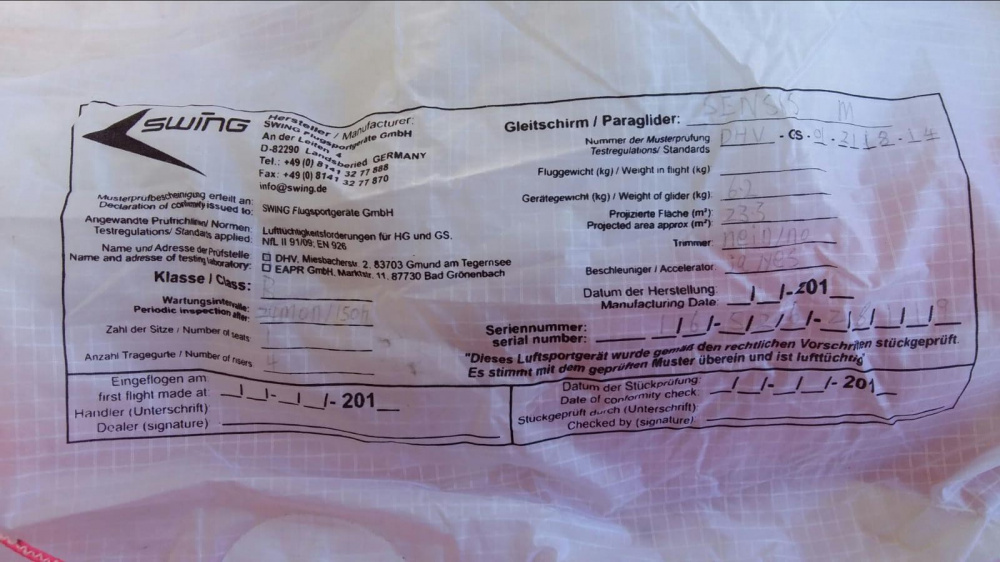 SWING
Hersteller / Manufacturer:
SWING Flugsportgeräte GmbH
An der Leiten 4
D-82290 Landsberied GERMANY
Tel.: +49 (0) 8141 32 77 888
Fax: +49 (0) 8141 32 77 870
info@swing.de
Musterprüfbescheinigung erteilt an:
Declaration of conformity issued to: SWING Flugsportgeräte GmbH
Angewandte Prüfrichtlinien/ Normen: Lufttüchtigkeitsforderungen für HG und GS.
Testregulations/ Standarts applied: NfL II 91/09; EN 926
Name und Adresse der Prüfstelle ☐ DHV, Miesbacherstr. 2, 83703 Gmund am Tegernsee
Name and adresse of testing laboratory: ☐ EAPR GmbH, Marktstr. 11, 87730 Bad Grönenbach
Klasse / Class: B
Wartungsintervalle:
Periodic inspection after: 24mon/150h
Zahl der Sitze / Number of seats 1
Anzahl Tragegurte / Number of risers 4
Eingeflogen am
first flight made at: _ _/_ _/- _ _/- 201_
Händler (Unterschrift)
Dealer (signature)
Gleitschirm / Paraglider: SENSIS M
Nummer der Musterprüfung
Testregulations/ Standards DHV - CS -
Fluggewicht (kg) / Weight in flight (kg)
Gerätegewicht (kg) / Weight of glider (kg):
Projizierte Fläche (m²):
Projected area approx (m²): 23.3
Trimmer: nein/no
Beschleuniger / Accelerator: YES
Datum der Herstellung:
Manufacturing Date: _/_/-201_
Seriennummer:
serial number:
"Dieses Luftsportgerät wurde gemäß den rechtlichen Vorschriften stückgeprüft.
Es stimmt mit dem geprüften Muster überein und ist lufttüchtig"
Datum der Stückprüfung:
Date of conformity check: _/_/-_/_/- 201_
Stückgeprüft durch (Unterschrift):
Checked by (signature):